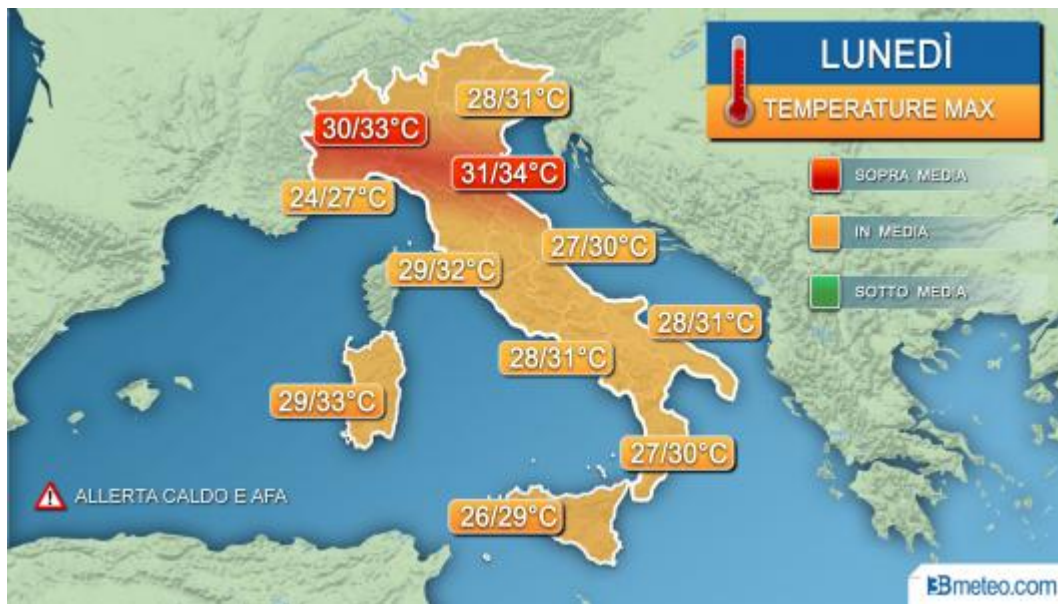 LUNEDÌ
TEMPERATURE MAX
SOPRA MEDIA
IN MEDIA
SOTTO MEDIA
28/31°C
30/33°C
31/34°C
24/27°C
27/30°C
29/32°C
28/31°C
28/31°C
29/33°C
27/30°C
26/29°C
ALLERTA CALDO E AFA
3Bmeteo.com